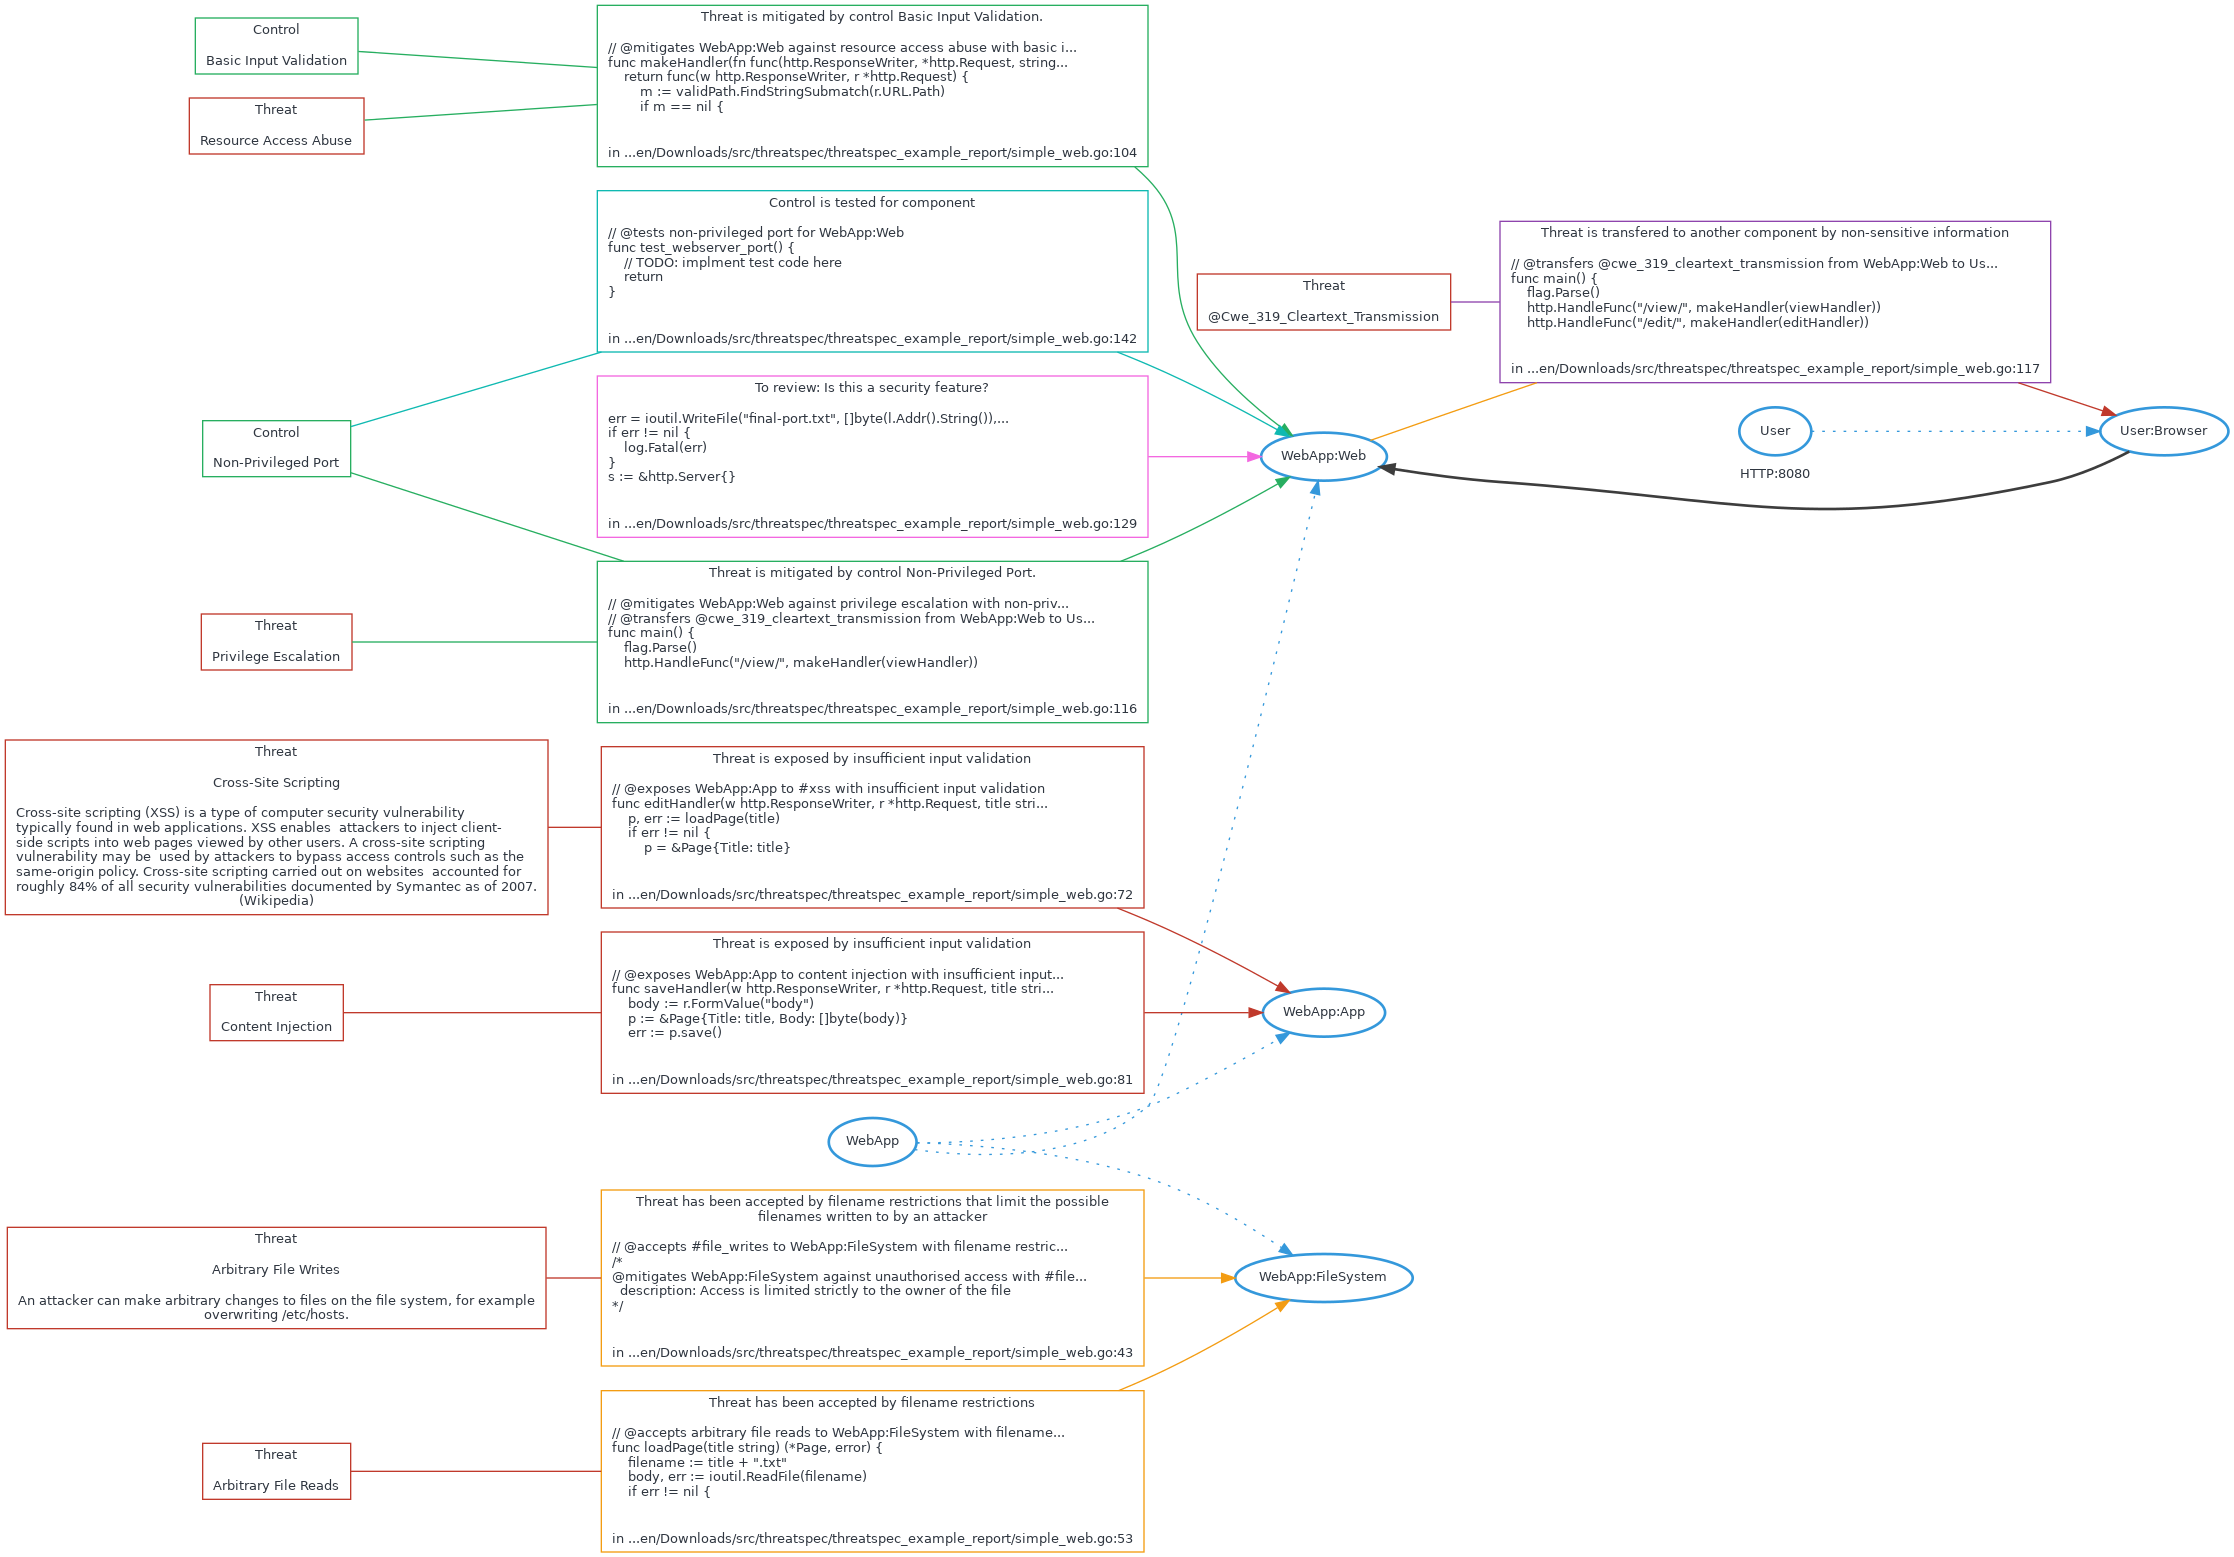 Control
Basic Input Validation
Threat
Resource Access Abuse
Threat is mitigated by control Basic Input Validation.
// @mitigates WebApp:Web against resource access abuse with basic i...
func makeHandler(fn func(http.ResponseWriter, *http.Request, string...
return func(w http.ResponseWriter, r *http.Request) {
m := validPath.FindStringSubmatch(r.URL.Path)
if m == nil {
in ...en/Downloads/src/threatspec/threatspec_example_report/simple_web.go:104
Control is tested for component
// @tests non-privileged port for WebApp:Web
func test_webserver_port() {
// TODO: implment test code here
return
}
in ...en/Downloads/src/threatspec/threatspec_example_report/simple_web.go:142
Threat
@Cwe_319_Cleartext_Transmission
Threat is transfered to another component by non-sensitive information
// @transfers @cwe_319_cleartext_transmission from WebApp:Web to Us...
func main() {
flag.Parse()
http.HandleFunc("/view/", makeHandler(viewHandler))
http.HandleFunc("/edit/", makeHandler(editHandler))
in ...en/Downloads/src/threatspec/threatspec_example_report/simple_web.go:117
Control
Non-Privileged Port
To review: Is this a security feature?
err = ioutil.WriteFile("final-port.txt", []byte(l.Addr().String()),...
if err != nil {
log.Fatal(err)
}
s := &http.Server{}
in ...en/Downloads/src/threatspec/threatspec_example_report/simple_web.go:129
WebApp:Web
User
User:Browser
HTTP:8080
Threat
Privilege Escalation
Threat is mitigated by control Non-Privileged Port.
// @mitigates WebApp:Web against privilege escalation with non-priv...
// @transfers @cwe_319_cleartext_transmission from WebApp:Web to Us...
func main() {
flag.Parse()
http.HandleFunc("/view/", makeHandler(viewHandler))
in ...en/Downloads/src/threatspec/threatspec_example_report/simple_web.go:116
Threat
Cross-Site Scripting
Cross-site scripting (XSS) is a type of computer security vulnerability
typically found in web applications. XSS enables  attackers to inject client-
side scripts into web pages viewed by other users. A cross-site scripting
vulnerability may be  used by attackers to bypass access controls such as the
same-origin policy. Cross-site scripting carried out on websites  accounted for
roughly 84% of all security vulnerabilities documented by Symantec as of 2007.
(Wikipedia)
Threat is exposed by insufficient input validation
// @exposes WebApp:App to #xss with insufficient input validation
func editHandler(w http.ResponseWriter, r *http.Request, title stri...
p, err := loadPage(title)
if err != nil {
p = &Page{Title: title}
in ...en/Downloads/src/threatspec/threatspec_example_report/simple_web.go:72
Threat
Content Injection
Threat is exposed by insufficient input validation
// @exposes WebApp:App to content injection with insufficient input...
func saveHandler(w http.ResponseWriter, r *http.Request, title stri...
body := r.FormValue("body")
p := &Page{Title: title, Body: []byte(body)}
err := p.save()
in ...en/Downloads/src/threatspec/threatspec_example_report/simple_web.go:81
WebApp:App
WebApp
Threat
Arbitrary File Writes
An attacker can make arbitrary changes to files on the file system, for example
overwriting /etc/hosts.
Threat has been accepted by filename restrictions that limit the possible
filenames written to by an attacker
// @accepts #file_writes to WebApp:FileSystem with filename restric...
/*
@mitigates WebApp:FileSystem against unauthorised access with #file...
description: Access is limited strictly to the owner of the file
*/
in ...en/Downloads/src/threatspec/threatspec_example_report/simple_web.go:43
WebApp:FileSystem
Threat
Arbitrary File Reads
Threat has been accepted by filename restrictions
// @accepts arbitrary file reads to WebApp:FileSystem with filename...
func loadPage(title string) (*Page, error) {
filename := title + ".txt"
body, err := ioutil.ReadFile(filename)
if err != nil {
in ...en/Downloads/src/threatspec/threatspec_example_report/simple_web.go:53